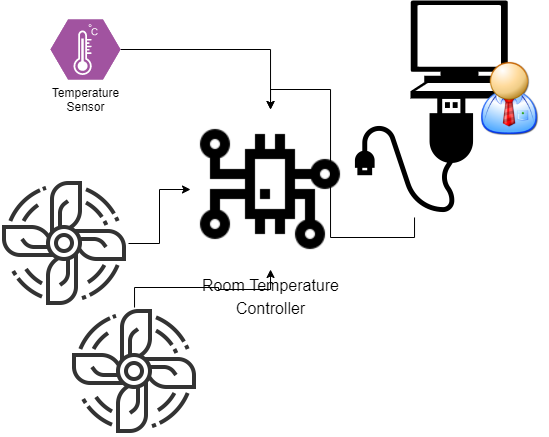 °C
Temperature
Sensor
Room Temperature
Controller